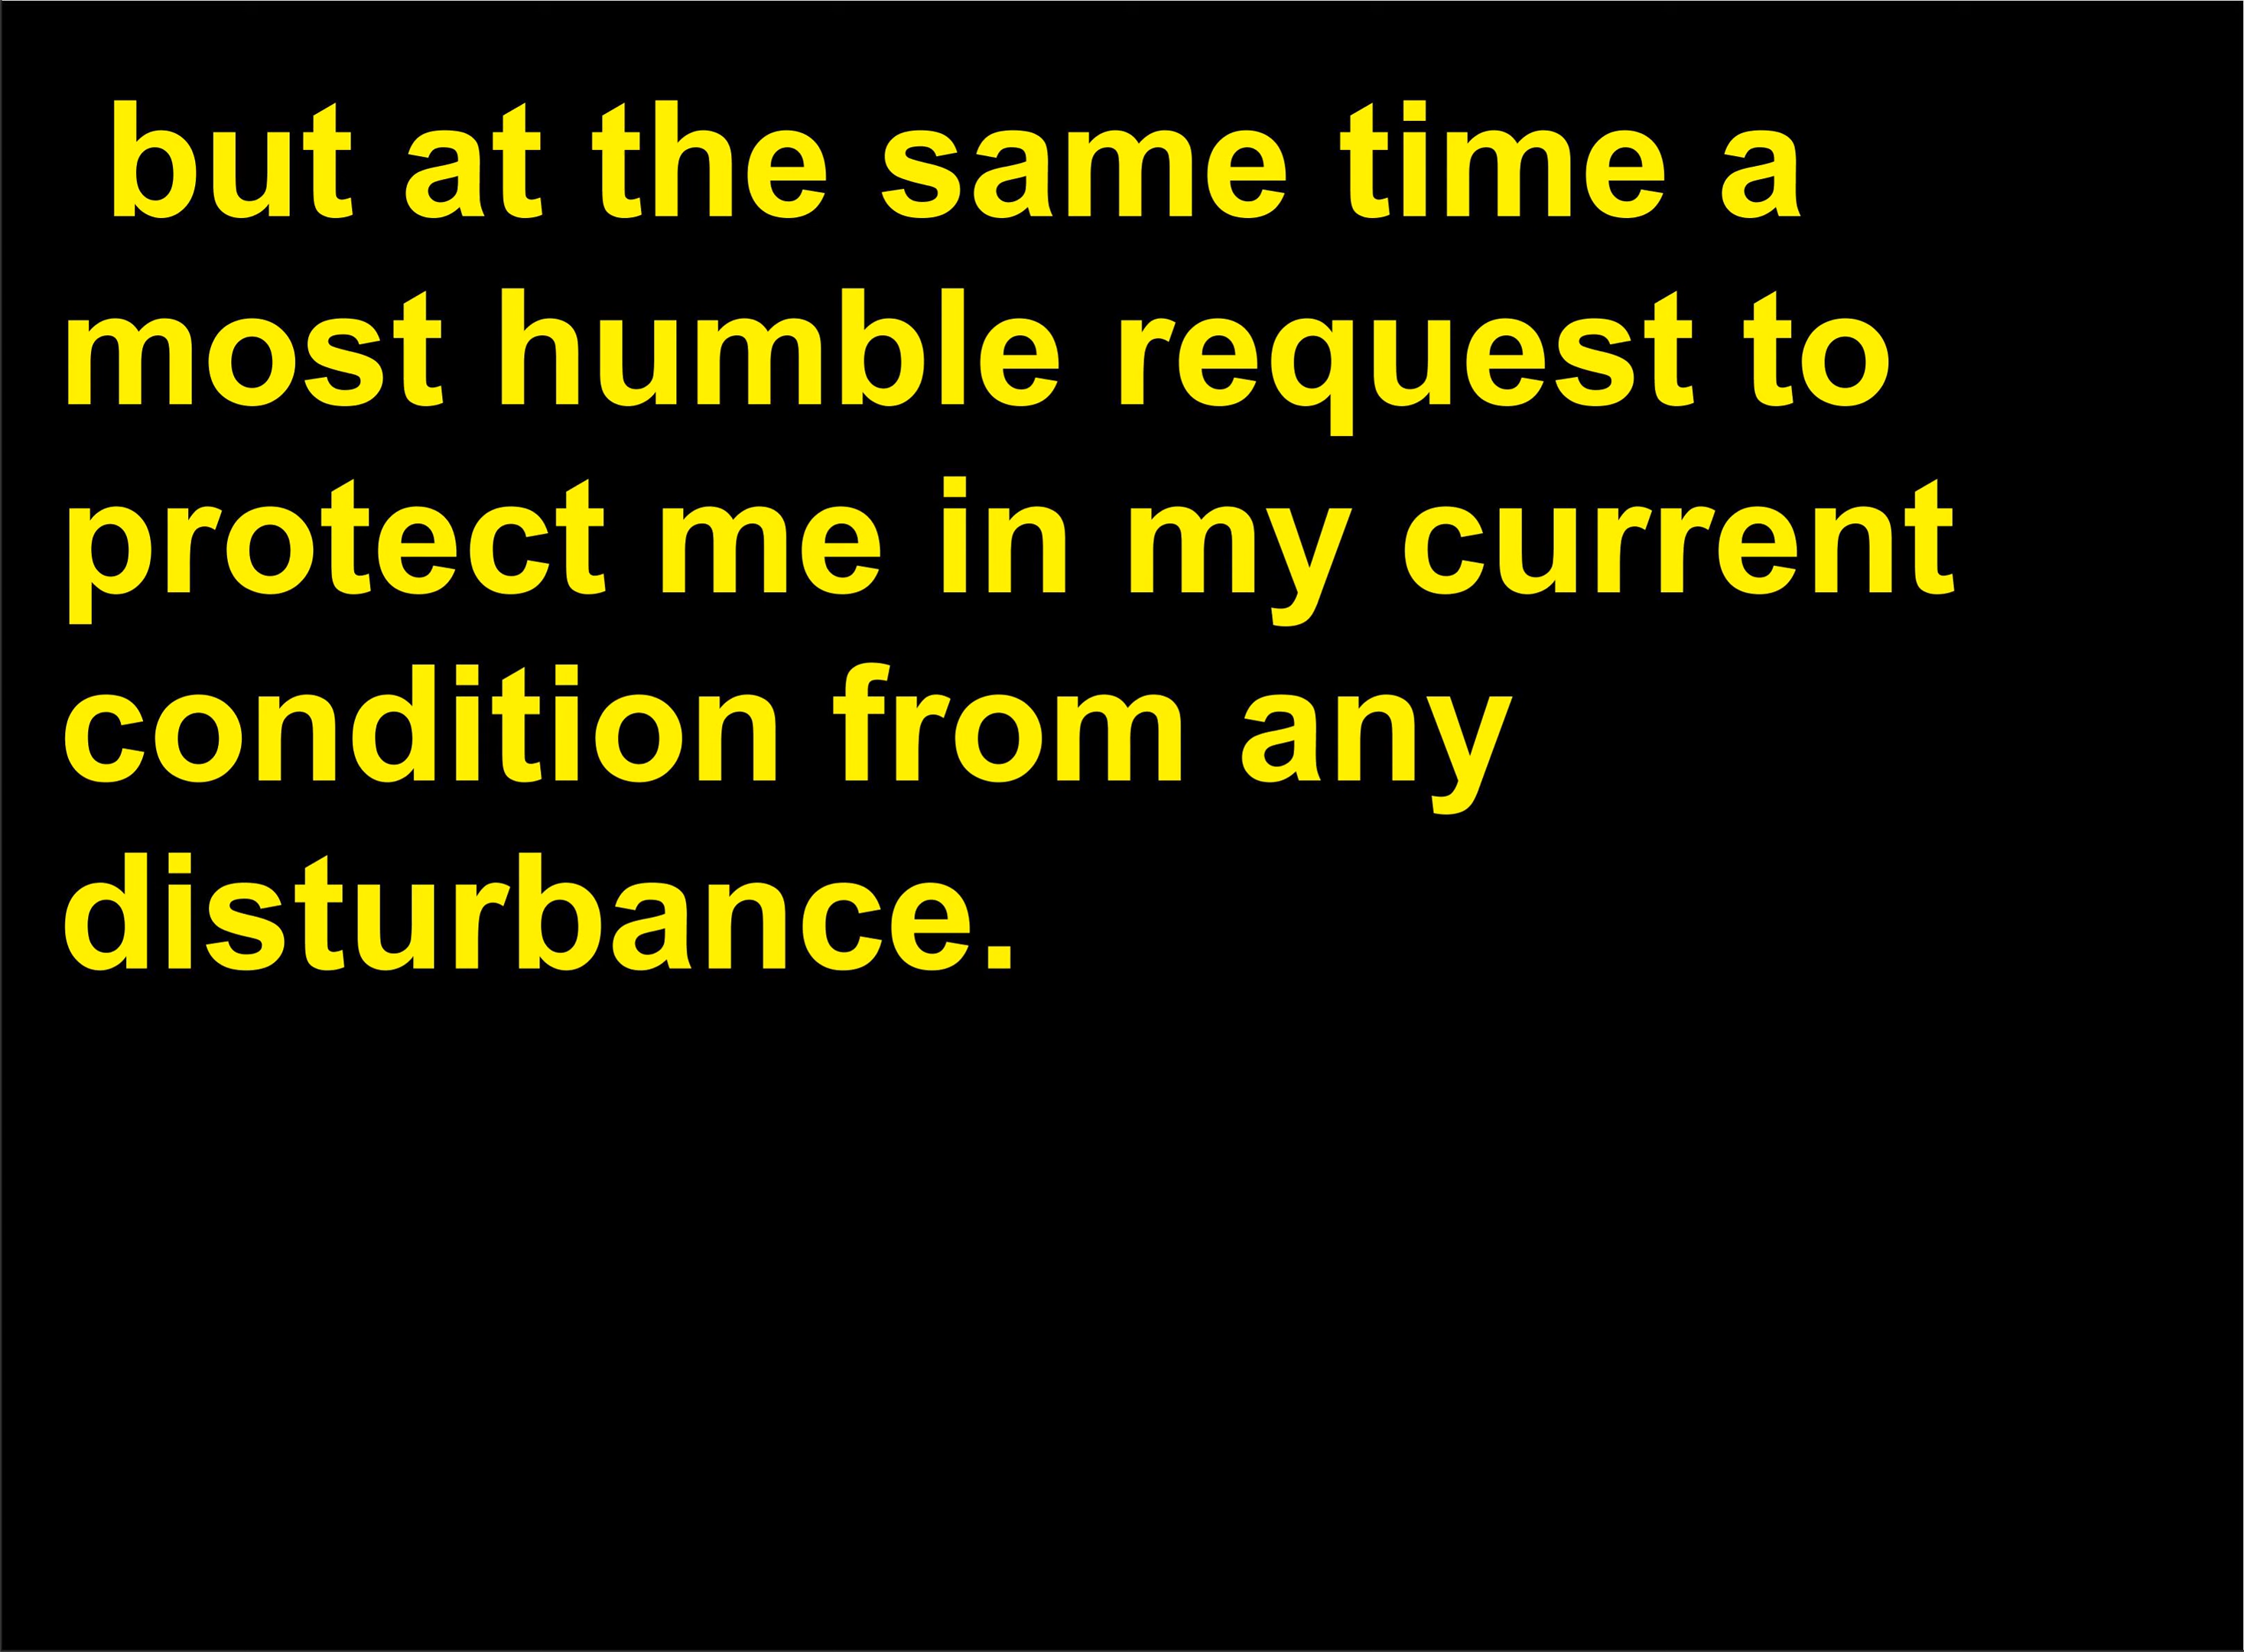 but at the same time a
most humble request to
protect me in my current
condition from any
disturbance.